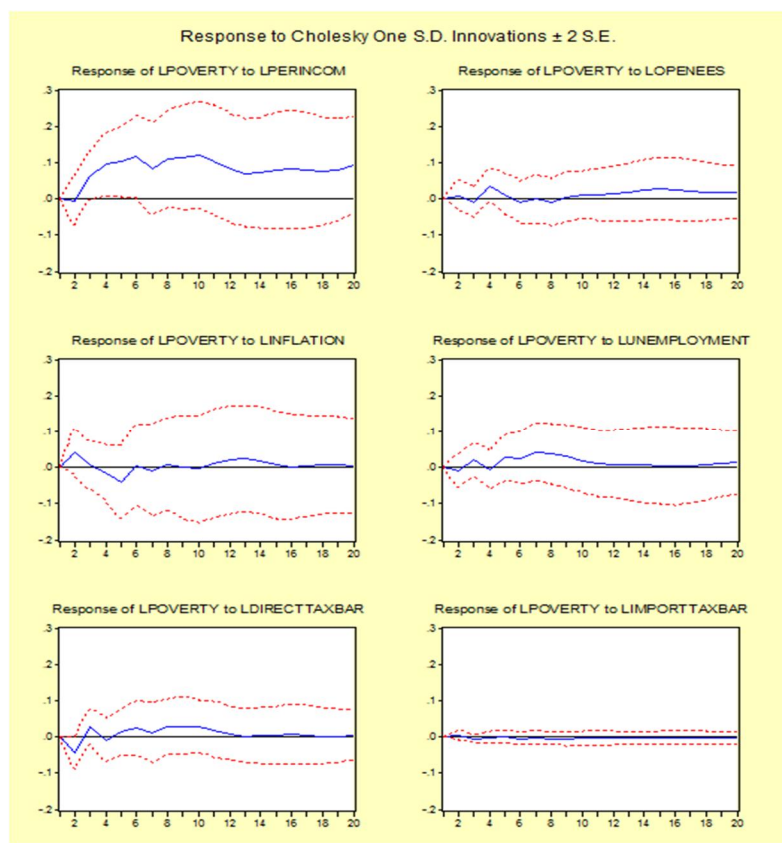 Response to Cholesky One S.D. Innovations ± 2 S.E.
Response of LPOVERTY to LPERINCOM
.3
.2
.1
.0
-.1
-.2
2 4 6 8 10 12 14 16 18 20
Response of LPOVERTY to LOPENEES
.3
.2
.1
.0
-.1
-.2
2 4 6 8 10 12 14 16 18 20
Response of LPOVERTY to LINFLATION
.3
.2
.1
.0
-.1
-.2
2 4 6 8 10 12 14 16 18 20
Response of LPOVERTY to LUNEMPLOYMENT
.3
.2
.1
.0
-.1
-.2
2 4 6 8 10 12 14 16 18 20
Response of LPOVERTY to LDIRECTTAXBAR
.3
.2
.1
.0
-.1
-.2
2 4 6 8 10 12 14 16 18 20
Response of LPOVERTY to LIMPORTTAXBAR
.3
.2
.1
.0
-.1
-.2
2 4 6 8 10 12 14 16 18 20